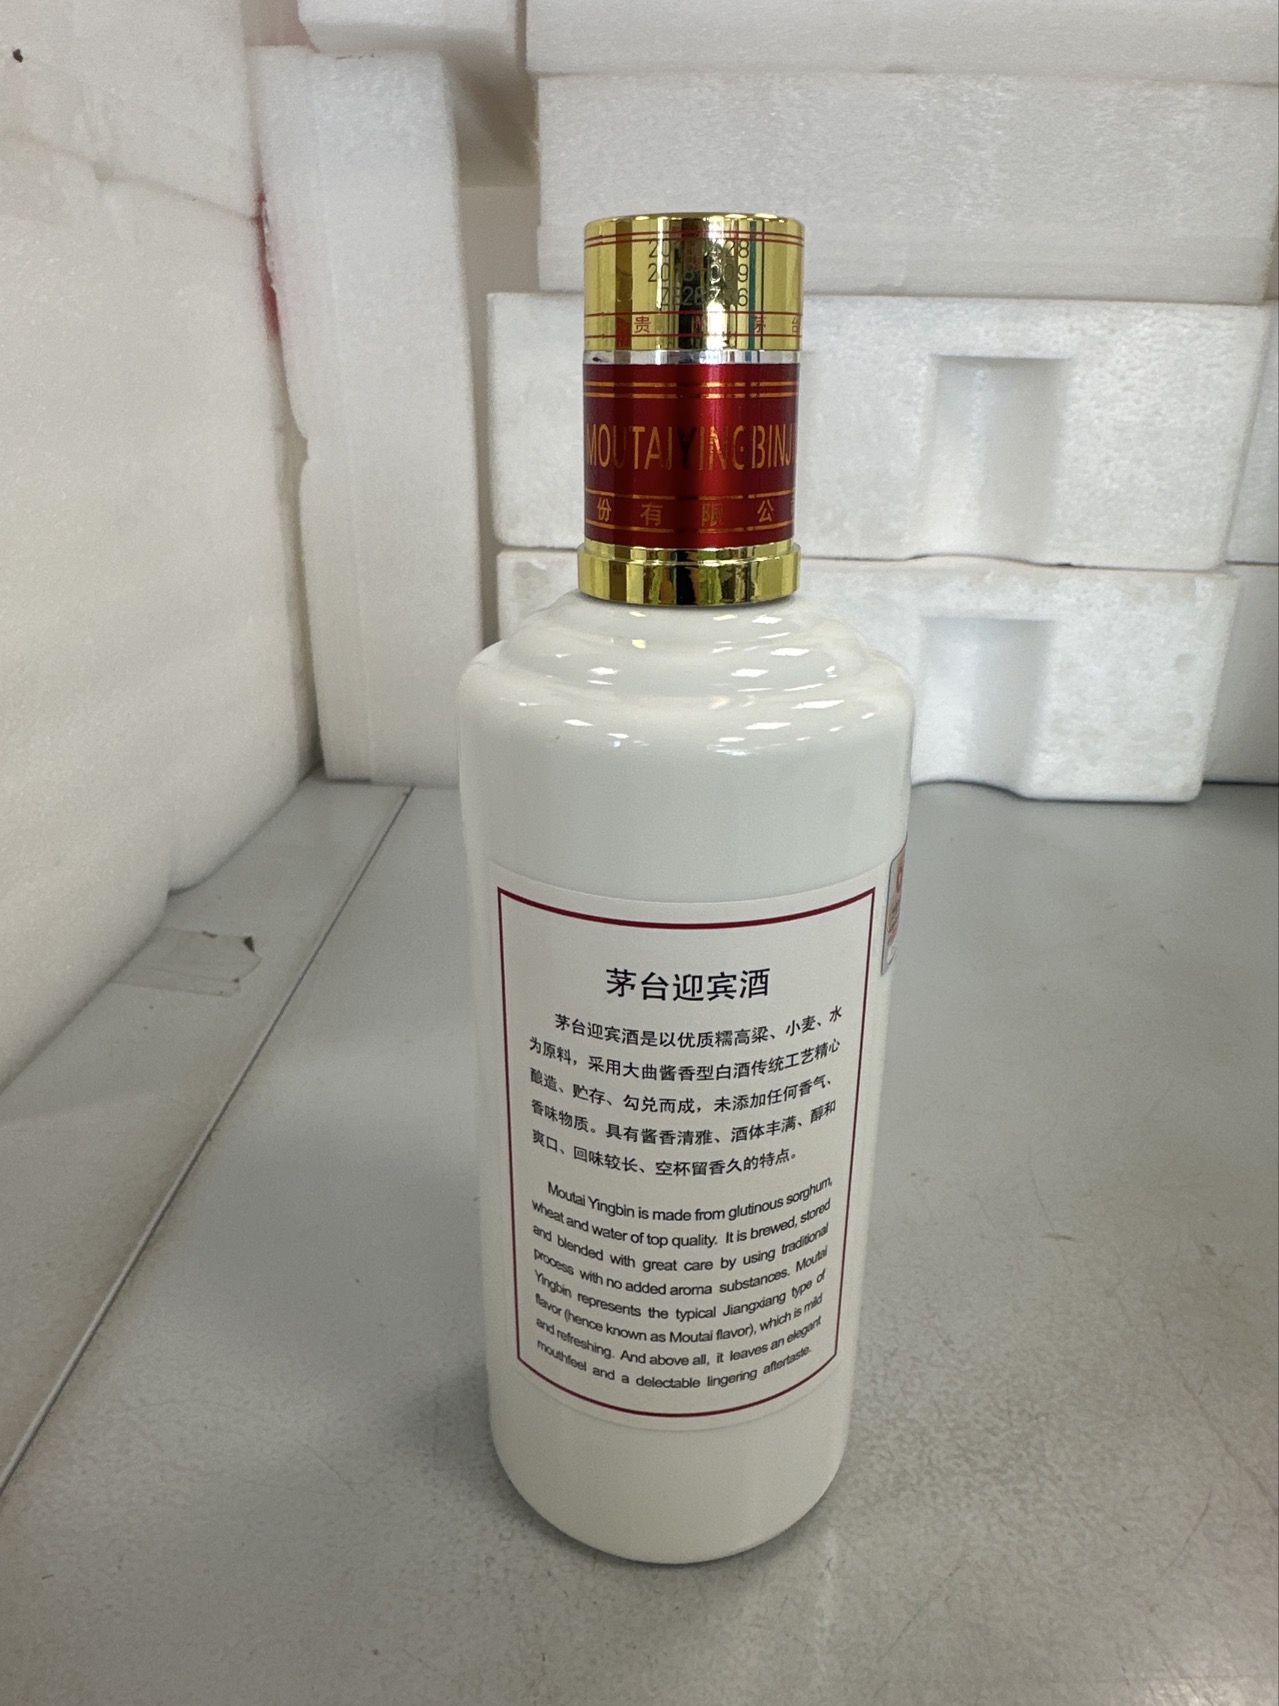 贵 州 茅 台
MOUTAIYINGBINJ
份 有 限 公
茅台迎宾酒
茅台迎宾酒是以优质糯高粱、小麦、水
为原料，采用大曲酱香型白酒传统工艺精心
酿造、贮存、勾兑而成，未添加任何香气、
香味物质。具有酱香清雅、酒体丰满、醇和
爽口、回味较长、空杯留香久的特点。
Moutai Yingbin is made from glutinous sorghum,
wheat and water of top quality. It is brewed, stored
and blended with great care by using traditional
process with no added aroma substances. Moutai
Yingbin represents the typical Jiangxiang type of
flavor (hence known as Moutai flavor), which is mild
and refreshing. And above all, it leaves an elegant
mouthfeel and a delectable lingering aftertaste.